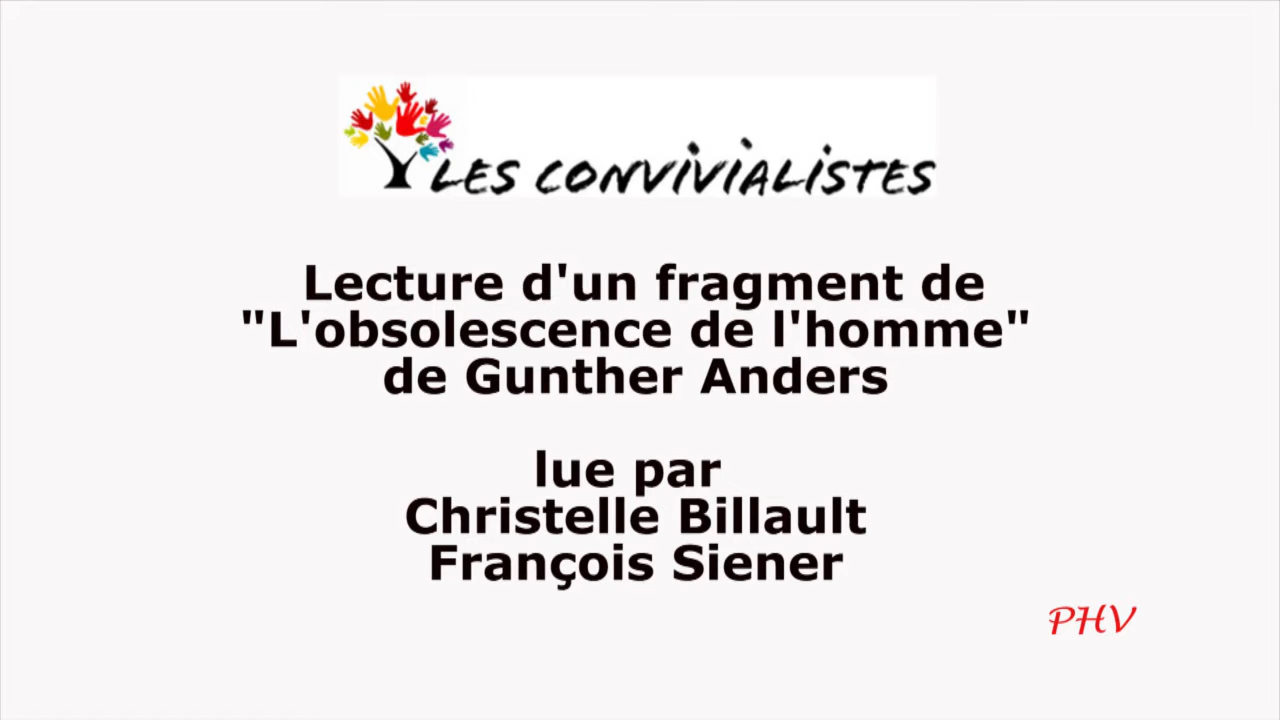 LES CONVIVIALISTES
Lecture d'un fragment de
"L'obsolescence de l'homme"
de Gunther Anders
lue par
Christelle Billault
François Siener
PHV